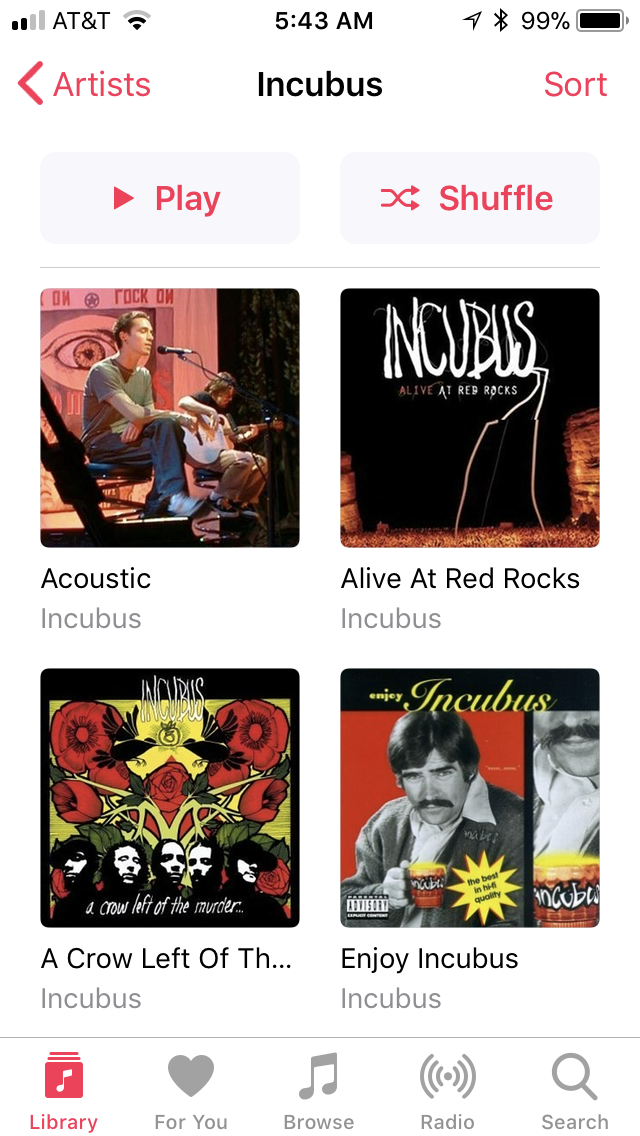 AT&T 5:43 AM 99%
Artists Incubus Sort
Play Shuffle
ROCK ON
INCUBUS
ALIVE AT RED ROCKS
Acoustic Alive At Red Rocks
Incubus Incubus
INCUBUS
a crow left of the murder...
enjoy Incubus
incubus
the best
in hi-fi
quality
incubus
PARENTAL
ADVISORY
EXPLICIT CONTENT
A Crow Left Of Th... Enjoy Incubus
Incubus Incubus
Library For You Browse Radio Search